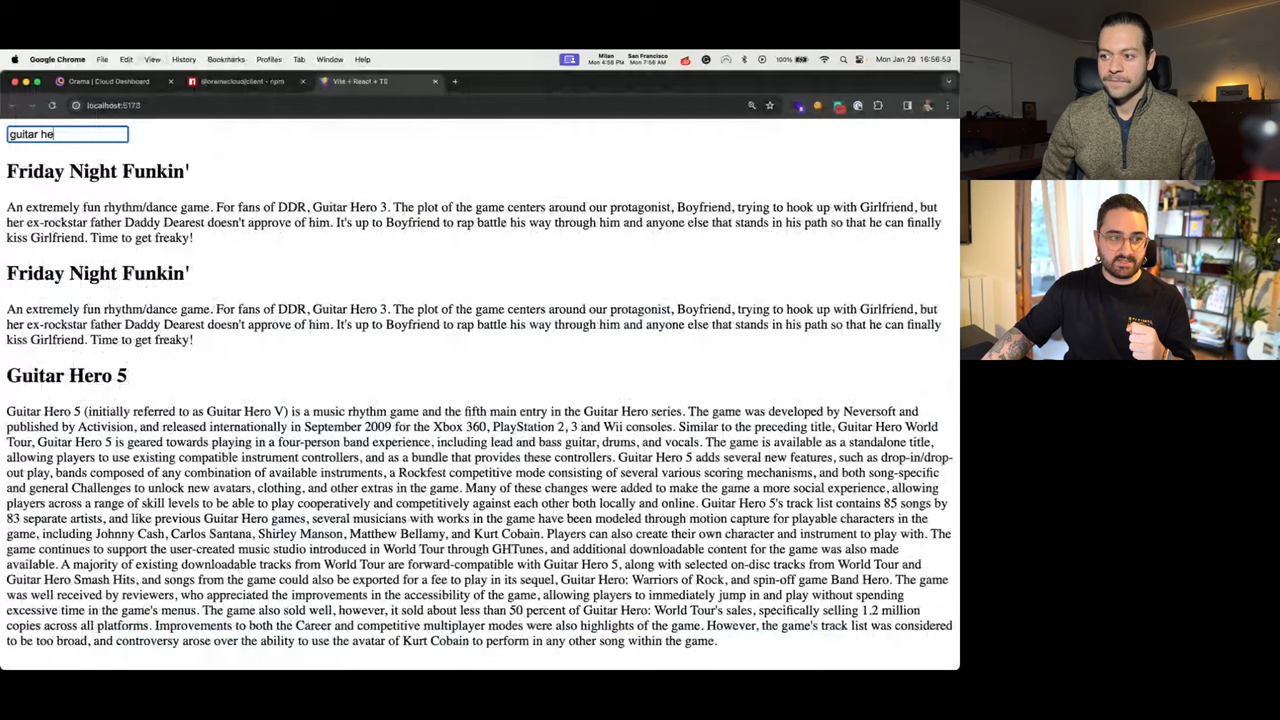 Google Chrome File Edit View History Bookmarks Profiles Tab Window Help
Milan Mon 4:56 PM San Francisco Mon 7:56 AM 100% Mon Jan 29 16:56:59
Orama | Cloud Dashboard @oramacloud/client - npm Vite + React + TS
localhost:5173
guitar he
Friday Night Funkin'
An extremely fun rhythm/dance game. For fans of DDR, Guitar Hero 3. The plot of the game centers around our protagonist, Boyfriend, trying to hook up with Girlfriend, but
her ex-rockstar father Daddy Dearest doesn't approve of him. It's up to Boyfriend to rap battle his way through him and anyone else that stands in his path so that he can finally
kiss Girlfriend. Time to get freaky!
Friday Night Funkin'
An extremely fun rhythm/dance game. For fans of DDR, Guitar Hero 3. The plot of the game centers around our protagonist, Boyfriend, trying to hook up with Girlfriend, but
her ex-rockstar father Daddy Dearest doesn't approve of him. It's up to Boyfriend to rap battle his way through him and anyone else that stands in his path so that he can finally
kiss Girlfriend. Time to get freaky!
Guitar Hero 5
Guitar Hero 5 (initially referred to as Guitar Hero V) is a music rhythm game and the fifth main entry in the Guitar Hero series. The game was developed by Neversoft and
published by Activision, and released internationally in September 2009 for the Xbox 360, PlayStation 2, 3 and Wii consoles. Similar to the preceding title, Guitar Hero World
Tour, Guitar Hero 5 is geared towards playing in a four-person band experience, including lead and bass guitar, drums, and vocals. The game is available as a standalone title,
allowing players to use existing compatible instrument controllers, and as a bundle that provides these controllers. Guitar Hero 5 adds several new features, such as drop-in/drop-
out play, bands composed of any combination of available instruments, a Rockfest competitive mode consisting of several various scoring mechanisms, and both song-specific
and general Challenges to unlock new avatars, clothing, and other extras in the game. Many of these changes were added to make the game a more social experience, allowing
players across a range of skill levels to be able to play cooperatively and competitively against each other both locally and online. Guitar Hero 5's track list contains 85 songs by
83 separate artists, and like previous Guitar Hero games, several musicians with works in the game have been modeled through motion capture for playable characters in the
game, including Johnny Cash, Carlos Santana, Shirley Manson, Matthew Bellamy, and Kurt Cobain. Players can also create their own character and instrument to play with. The
game continues to support the user-created music studio introduced in World Tour through GHTunes, and additional downloadable content for the game was also made
available. A majority of existing downloadable tracks from World Tour are forward-compatible with Guitar Hero 5, along with selected on-disc tracks from World Tour and
Guitar Hero Smash Hits, and songs from the game could also be exported for a fee to play in its sequel, Guitar Hero: Warriors of Rock, and spin-off game Band Hero. The game
was well received by reviewers, who appreciated the improvements in the accessibility of the game, allowing players to immediately jump in and play without spending
excessive time in the game's menus. The game also sold well, however, it sold about less than 50 percent of Guitar Hero: World Tour's sales, specifically selling 1.2 million
copies across all platforms. Improvements to both the Career and competitive multiplayer modes were also highlights of the game. However, the game's track list was considered
to be too broad, and controversy arose over the ability to use the avatar of Kurt Cobain to perform in any other song within the game.